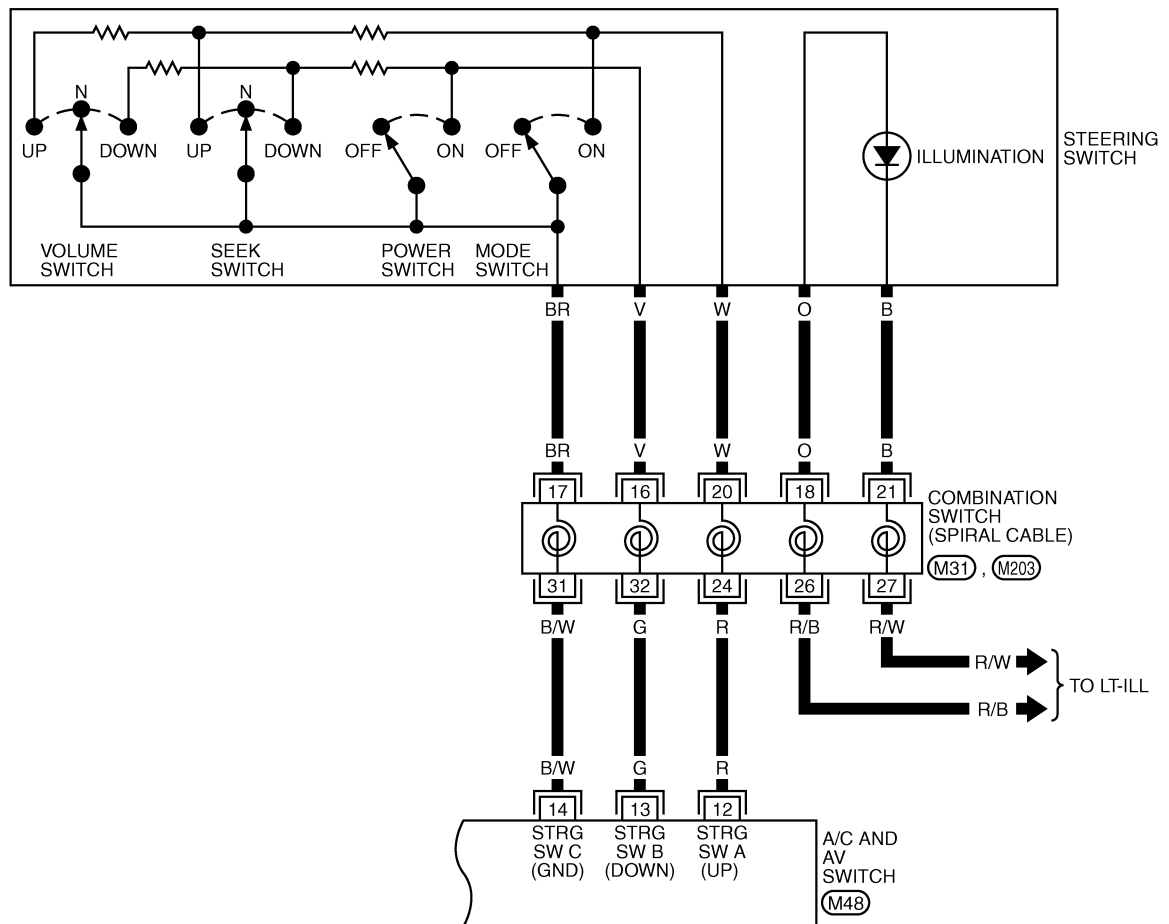 N N
UP DOWN UP DOWN OFF ON OFF ON
ILLUMINATION
STEERING
SWITCH
VOLUME
SWITCH
SEEK
SWITCH
POWER
SWITCH
MODE
SWITCH
BR V W O B
BR V W O B
17 16 20 18 21
COMBINATION
SWITCH
(SPIRAL CABLE)
M31 , M203
31 32 24 26 27
B/W G R R/B R/W
R/W
TO LT-ILL
R/B
B/W G R
14 13 12
STRG
SW C
(GND)
STRG
SW B
(DOWN)
STRG
SW A
(UP)
A/C AND
AV
SWITCH
M48